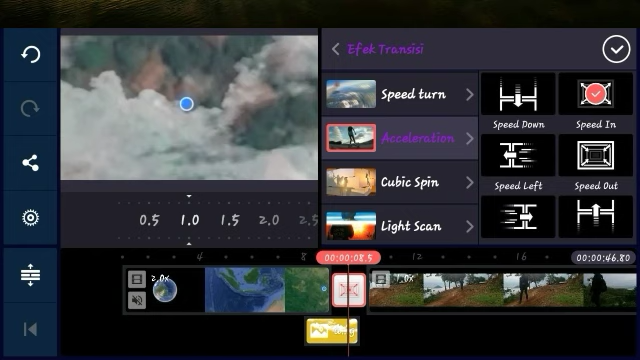 Efek Transisi
Speed turn
Acceleration
Cubic Spin
Light Scan
Speed Down
Speed In
Speed Left
Speed Out
0.5 1.0 1.5 2.0 2.5
4 8 12 16
00:00:08.5
00:00:46.80
2.0x